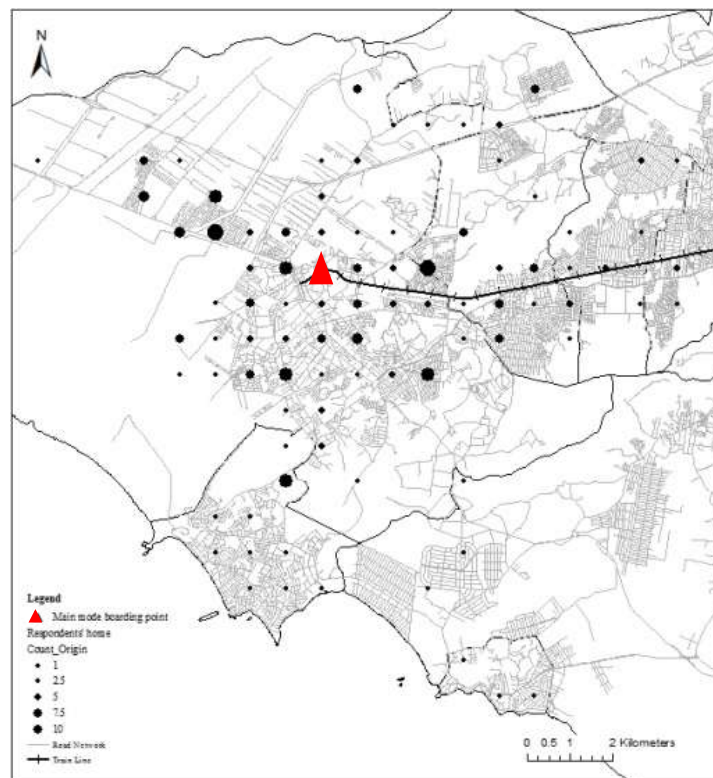 N
Legend
Main mode boarding point
Respondents' home
Count_Origin
1
2.5
5
7.5
10
Road Network
Train Line
0 0.5 1 2 Kilometers